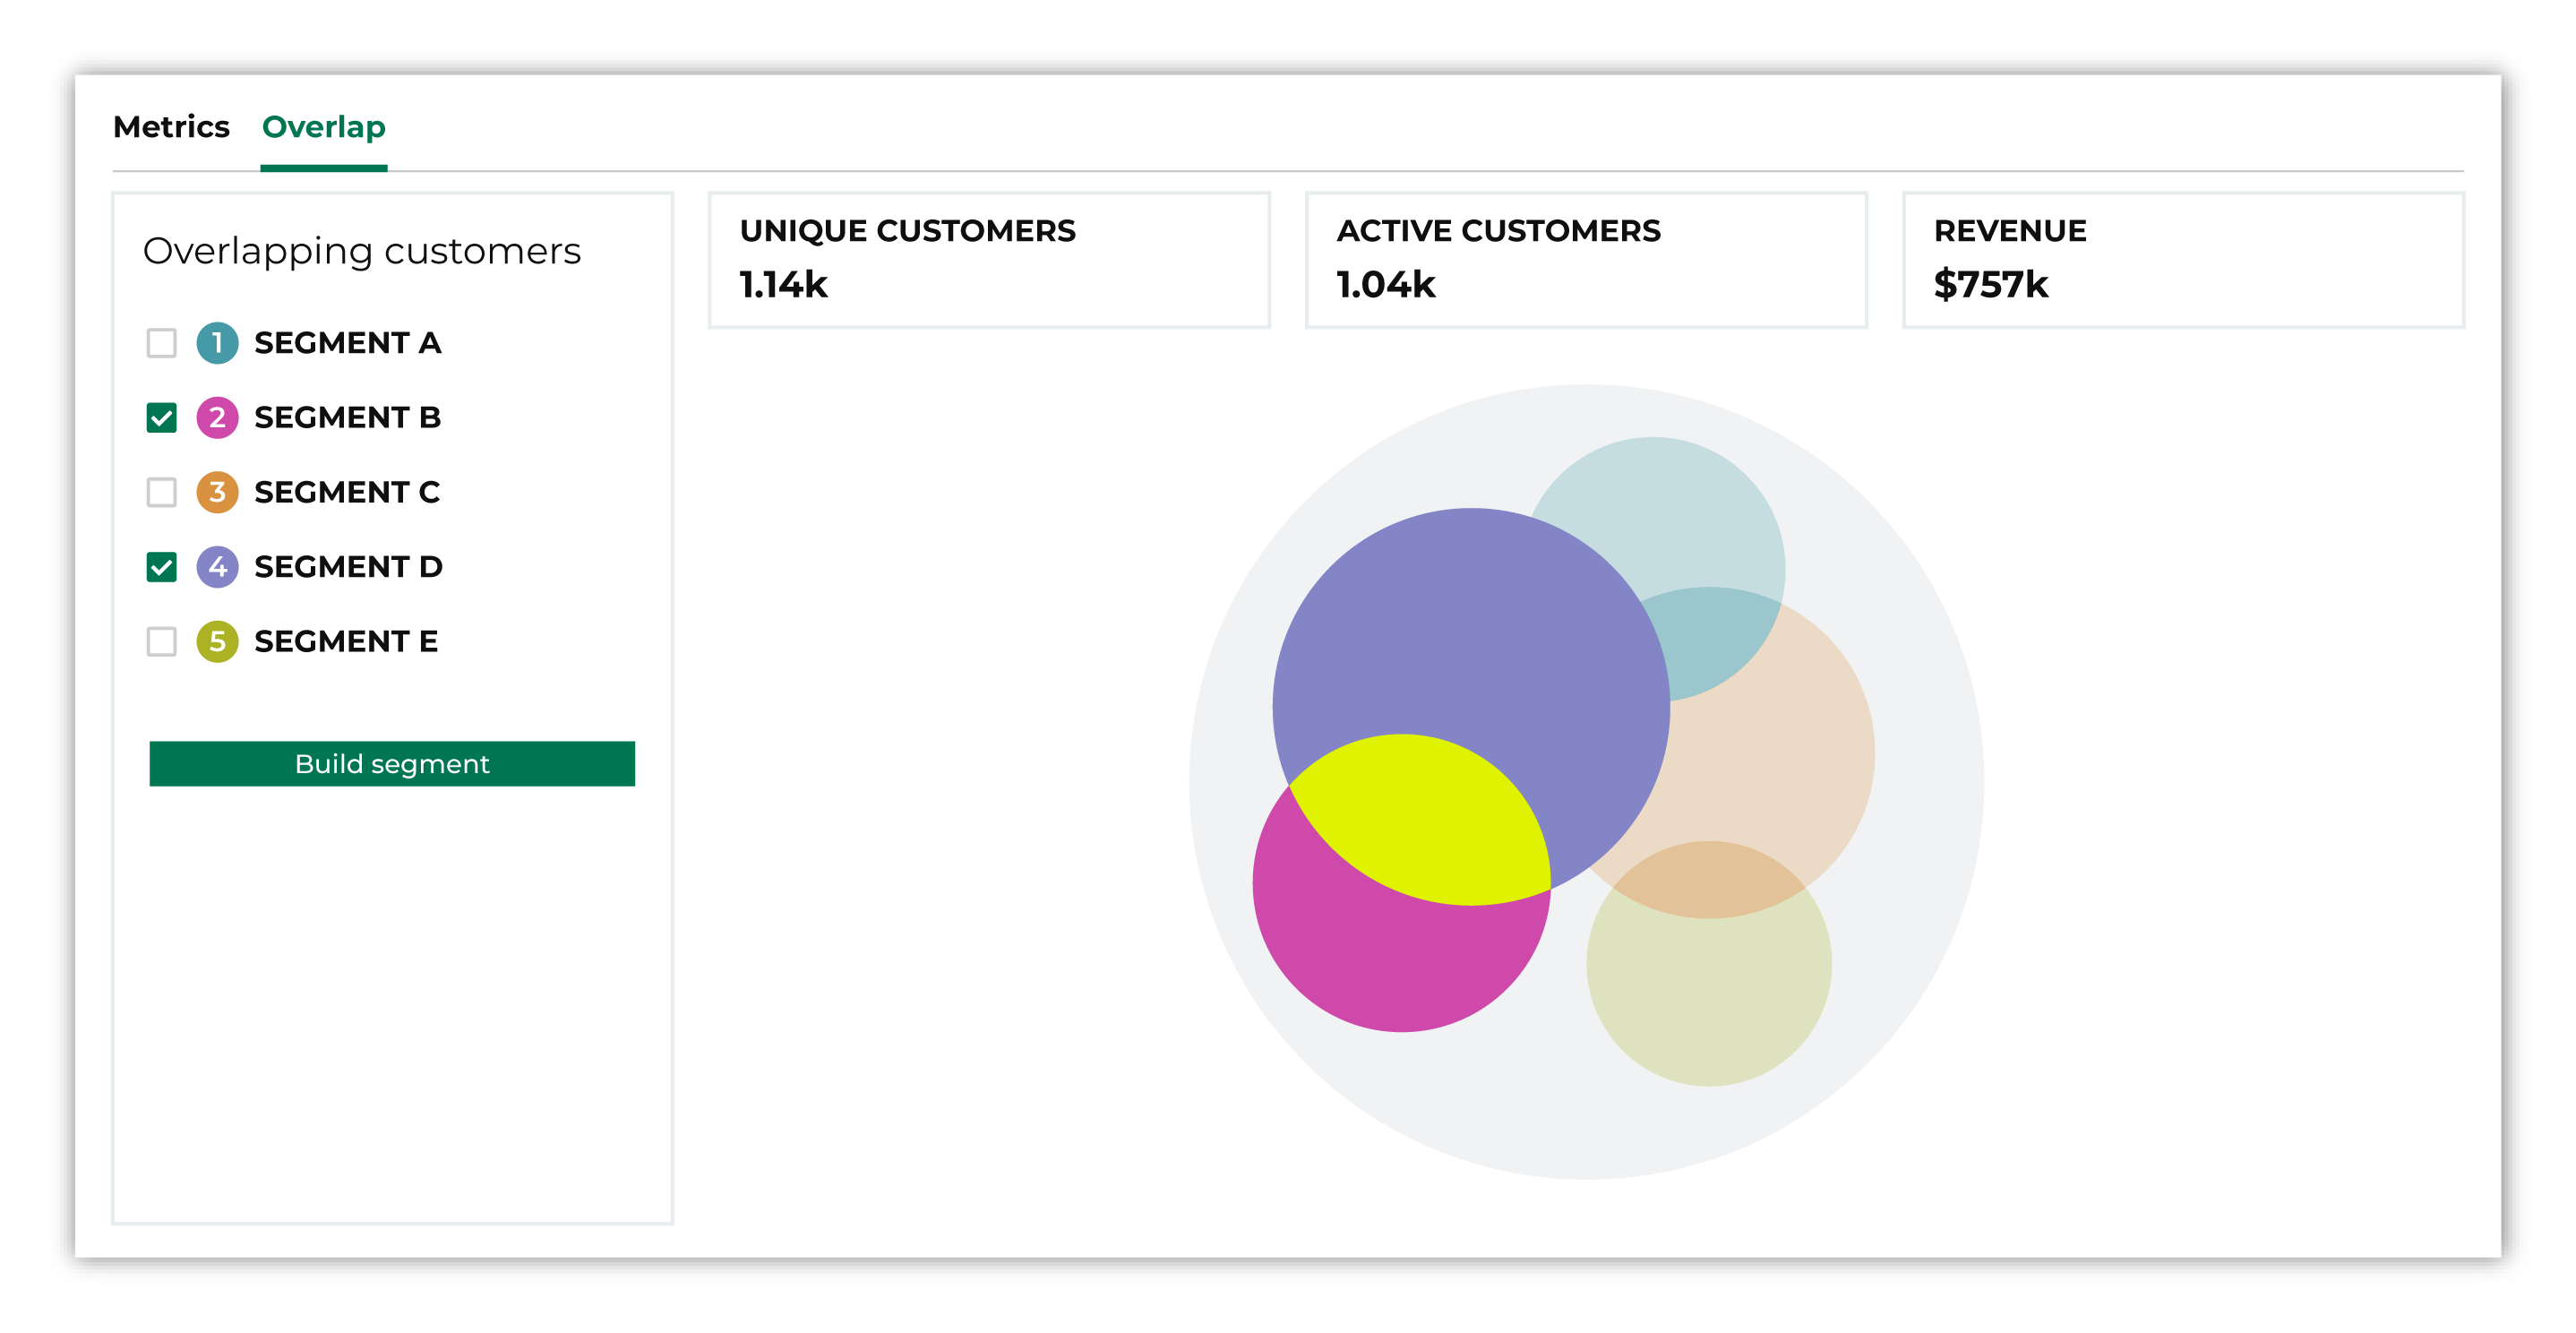 Metrics Overlap
Overlapping customers
1 SEGMENT A
2 SEGMENT B
3 SEGMENT C
4 SEGMENT D
5 SEGMENT E
Build segment
UNIQUE CUSTOMERS
1.14k
ACTIVE CUSTOMERS
1.04k
REVENUE
$757k